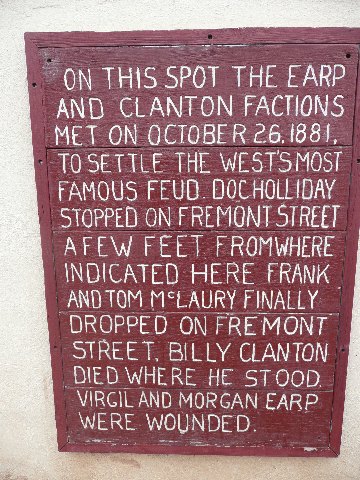 ON THIS SPOT THE EARP
AND CLANTON FACTIONS
MET ON OCTOBER 26, 1881,
TO SETTLE THE WEST'S MOST
FAMOUS FEUD DOC HOLLIDAY
STOPPED ON FREMONT STREET
A FEW FEET FROM WHERE
INDICATED HERE FRANK
AND TOM McLAURY FINALLY
DROPPED ON FREMONT
STREET. BILLY CLANTON
DIED WHERE HE STOOD.
VIRGIL AND MORGAN EARP
WERE WOUNDED.